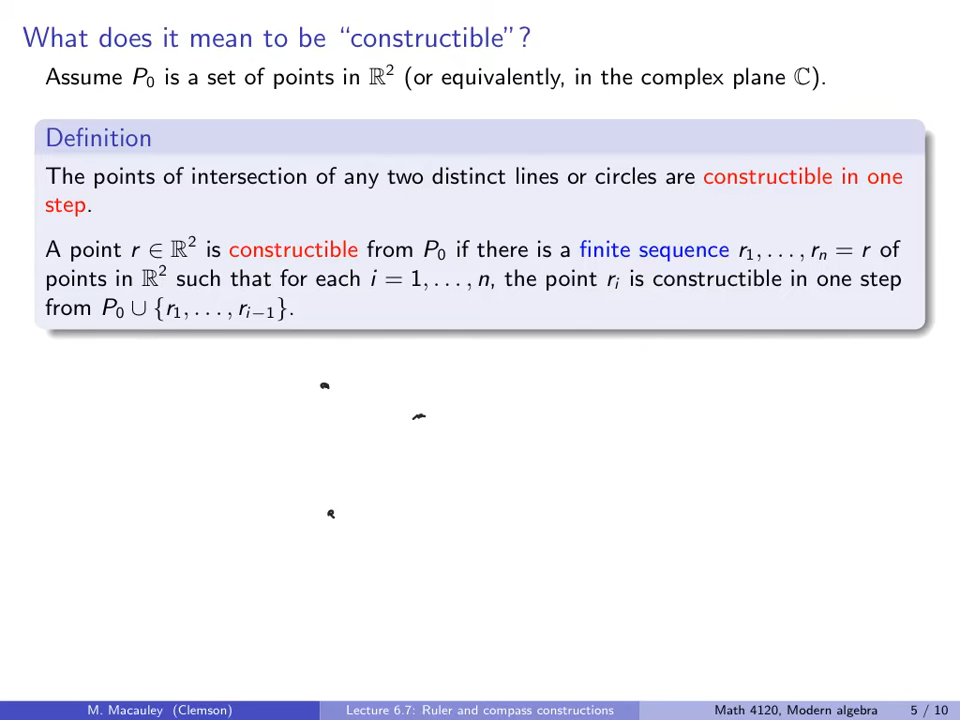 What does it mean to be “constructible”?
Assume P₀ is a set of points in ℝ² (or equivalently, in the complex plane ℂ).
Definition
The points of intersection of any two distinct lines or circles are constructible in one
step.
A point r ∈ ℝ² is constructible from P₀ if there is a finite sequence r₁, . . . , rₙ = r of
points in ℝ² such that for each i = 1, . . . , n, the point rᵢ is constructible in one step
from P₀ ∪ {r₁, . . . , rᵢ₋₁}.
M. Macauley (Clemson) Lecture 6.7: Ruler and compass constructions Math 4120, Modern algebra 5 / 10